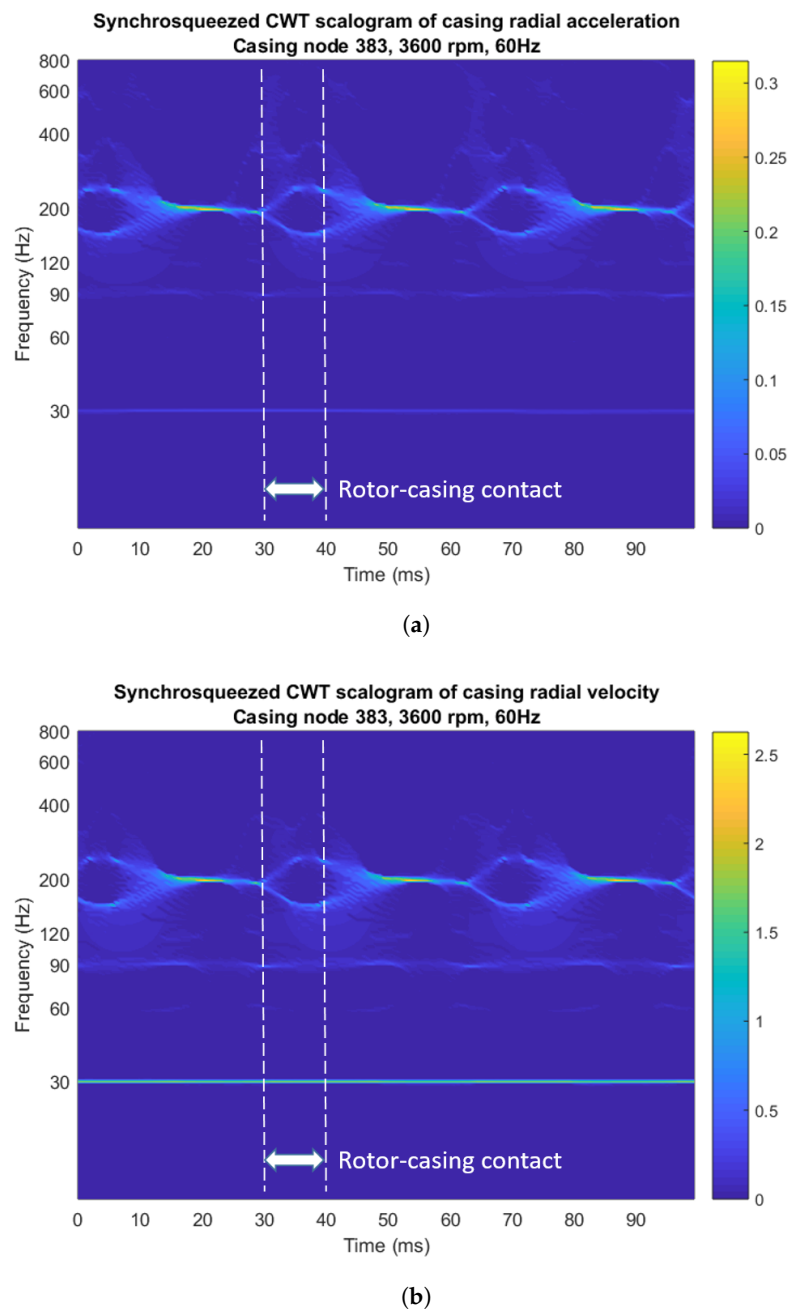 Synchrosqueezed CWT scalogram of casing radial acceleration
Casing node 383, 3600 rpm, 60Hz
800
600
400
200
120
90
60
30
Frequency (Hz)
0.3
0.25
0.2
0.15
0.1
0.05
0
Rotor-casing contact
0 10 20 30 40 50 60 70 80 90
Time (ms)
(a)
Synchrosqueezed CWT scalogram of casing radial velocity
Casing node 383, 3600 rpm, 60Hz
800
600
400
200
120
90
60
30
Frequency (Hz)
2.5
2
1.5
1
0.5
0
Rotor-casing contact
0 10 20 30 40 50 60 70 80 90
Time (ms)
(b)